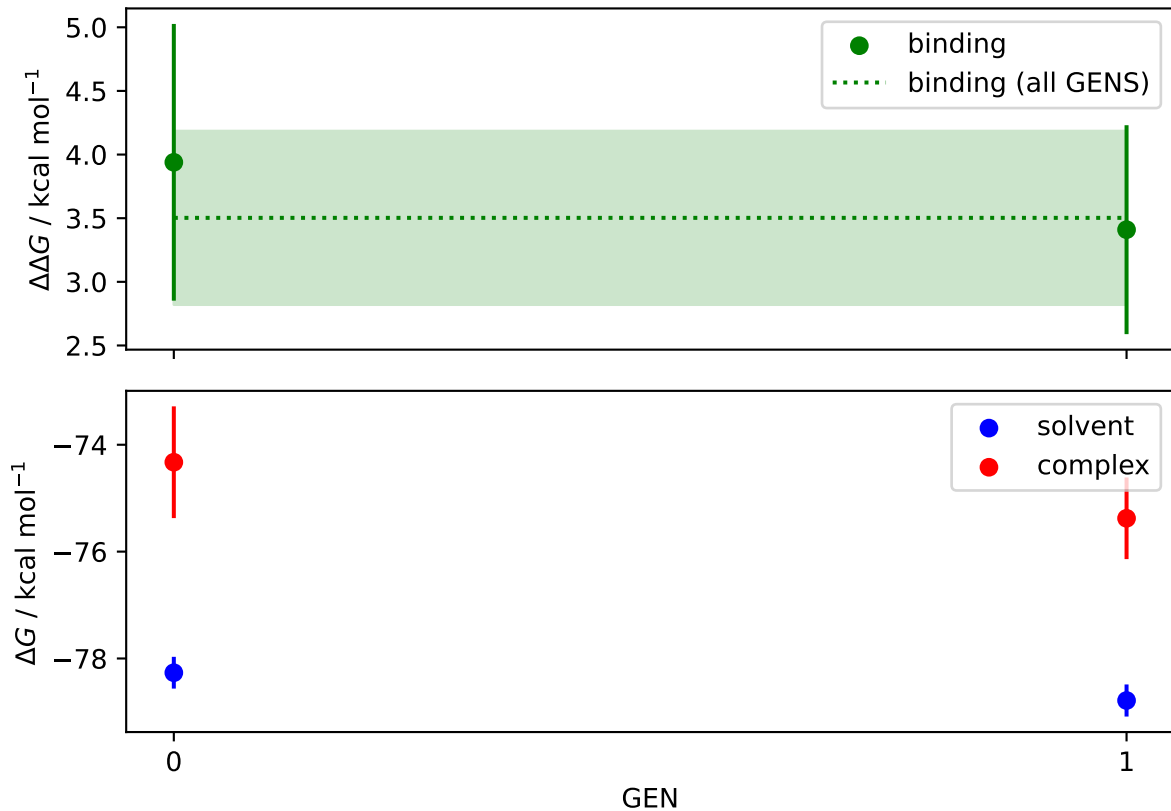 5.0
4.5
4.0
3.5
3.0
2.5
ΔΔG / kcal mol⁻¹
binding
binding (all GENS)
−74
−76
−78
ΔG / kcal mol⁻¹
solvent
complex
0
1
GEN